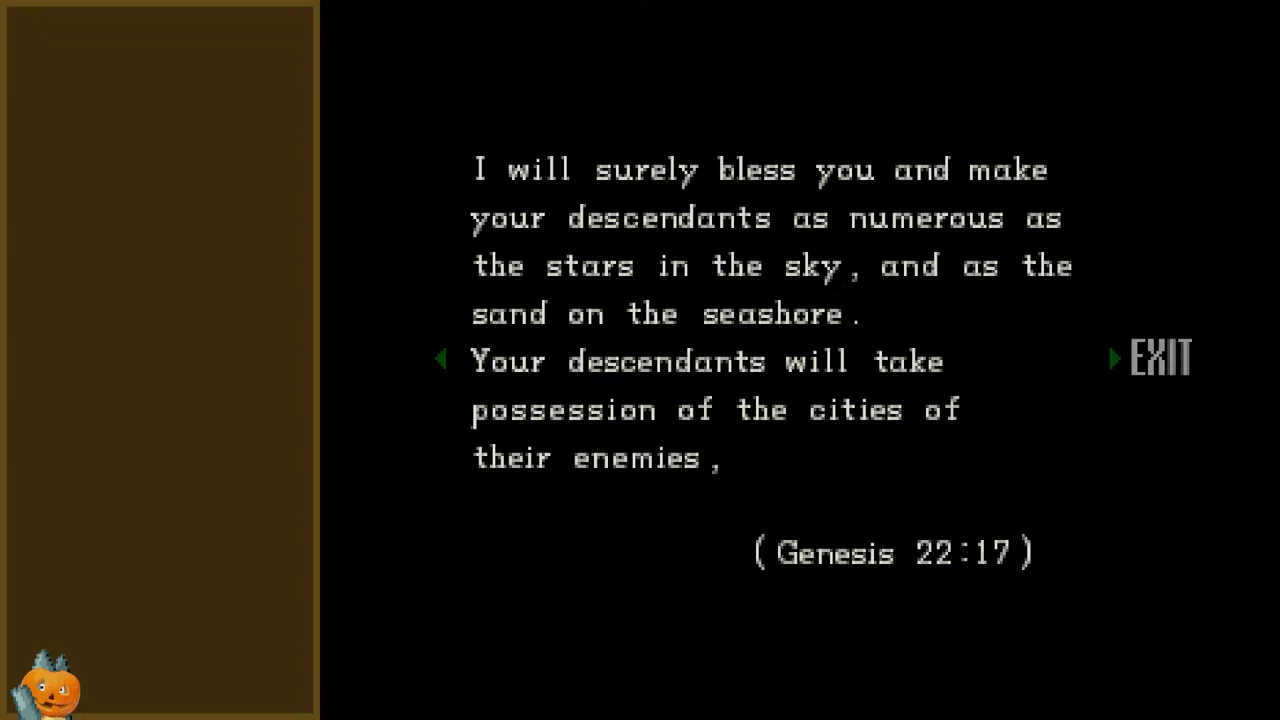 I will surely bless you and make
your descendants as numerous as
the stars in the sky, and as the
sand on the seashore.
Your descendants will take
possession of the cities of
their enemies,
(Genesis 22:17)
EXIT